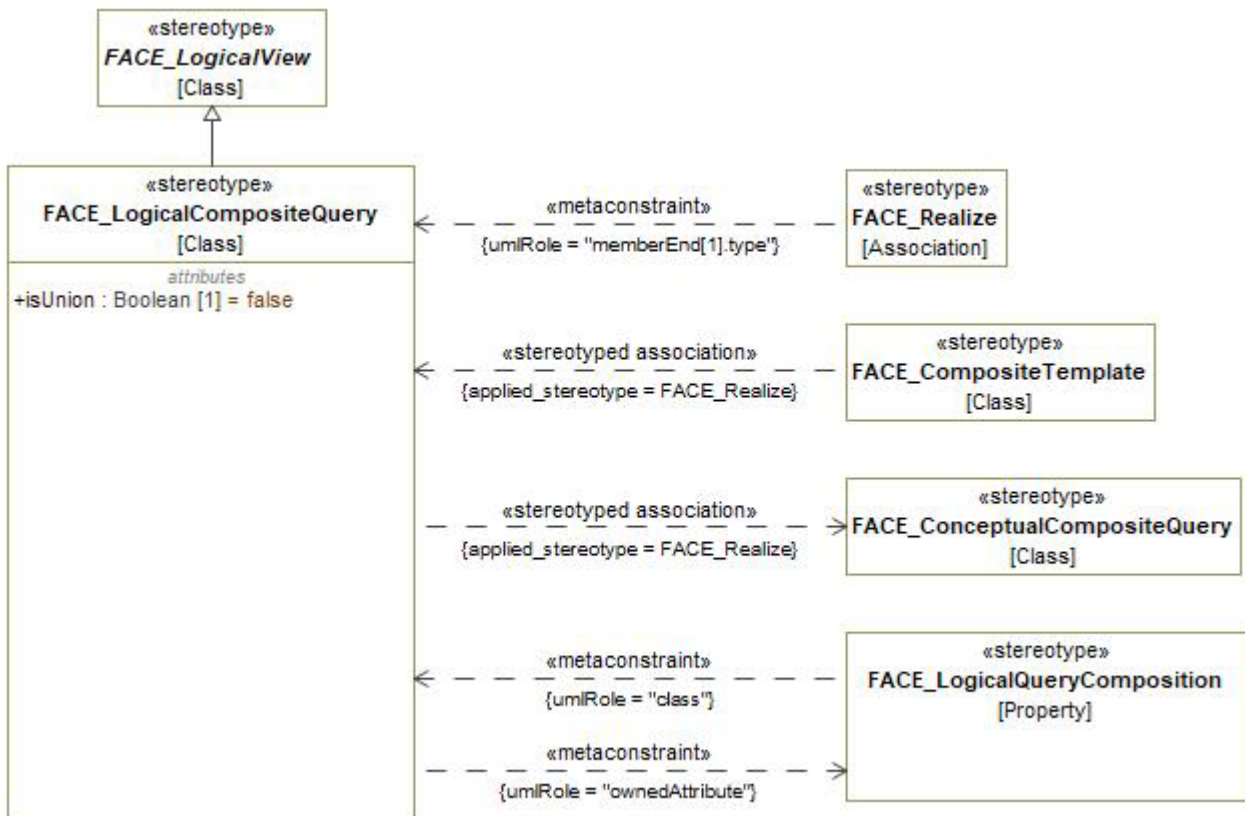 «stereotype»
FACE_LogicalView
[Class]
«stereotype»
FACE_LogicalCompositeQuery
[Class]
attributes
+isUnion : Boolean [1] = false
«metaconstraint»
{umlRole = "memberEnd[1].type"}
«stereotype»
FACE_Realize
[Association]
«stereotyped association»
{applied_stereotype = FACE_Realize}
«stereotype»
FACE_CompositeTemplate
[Class]
«stereotyped association»
{applied_stereotype = FACE_Realize}
«stereotype»
FACE_ConceptualCompositeQuery
[Class]
«metaconstraint»
{umlRole = "class"}
«stereotype»
FACE_LogicalQueryComposition
[Property]
«metaconstraint»
{umlRole = "ownedAttribute"}